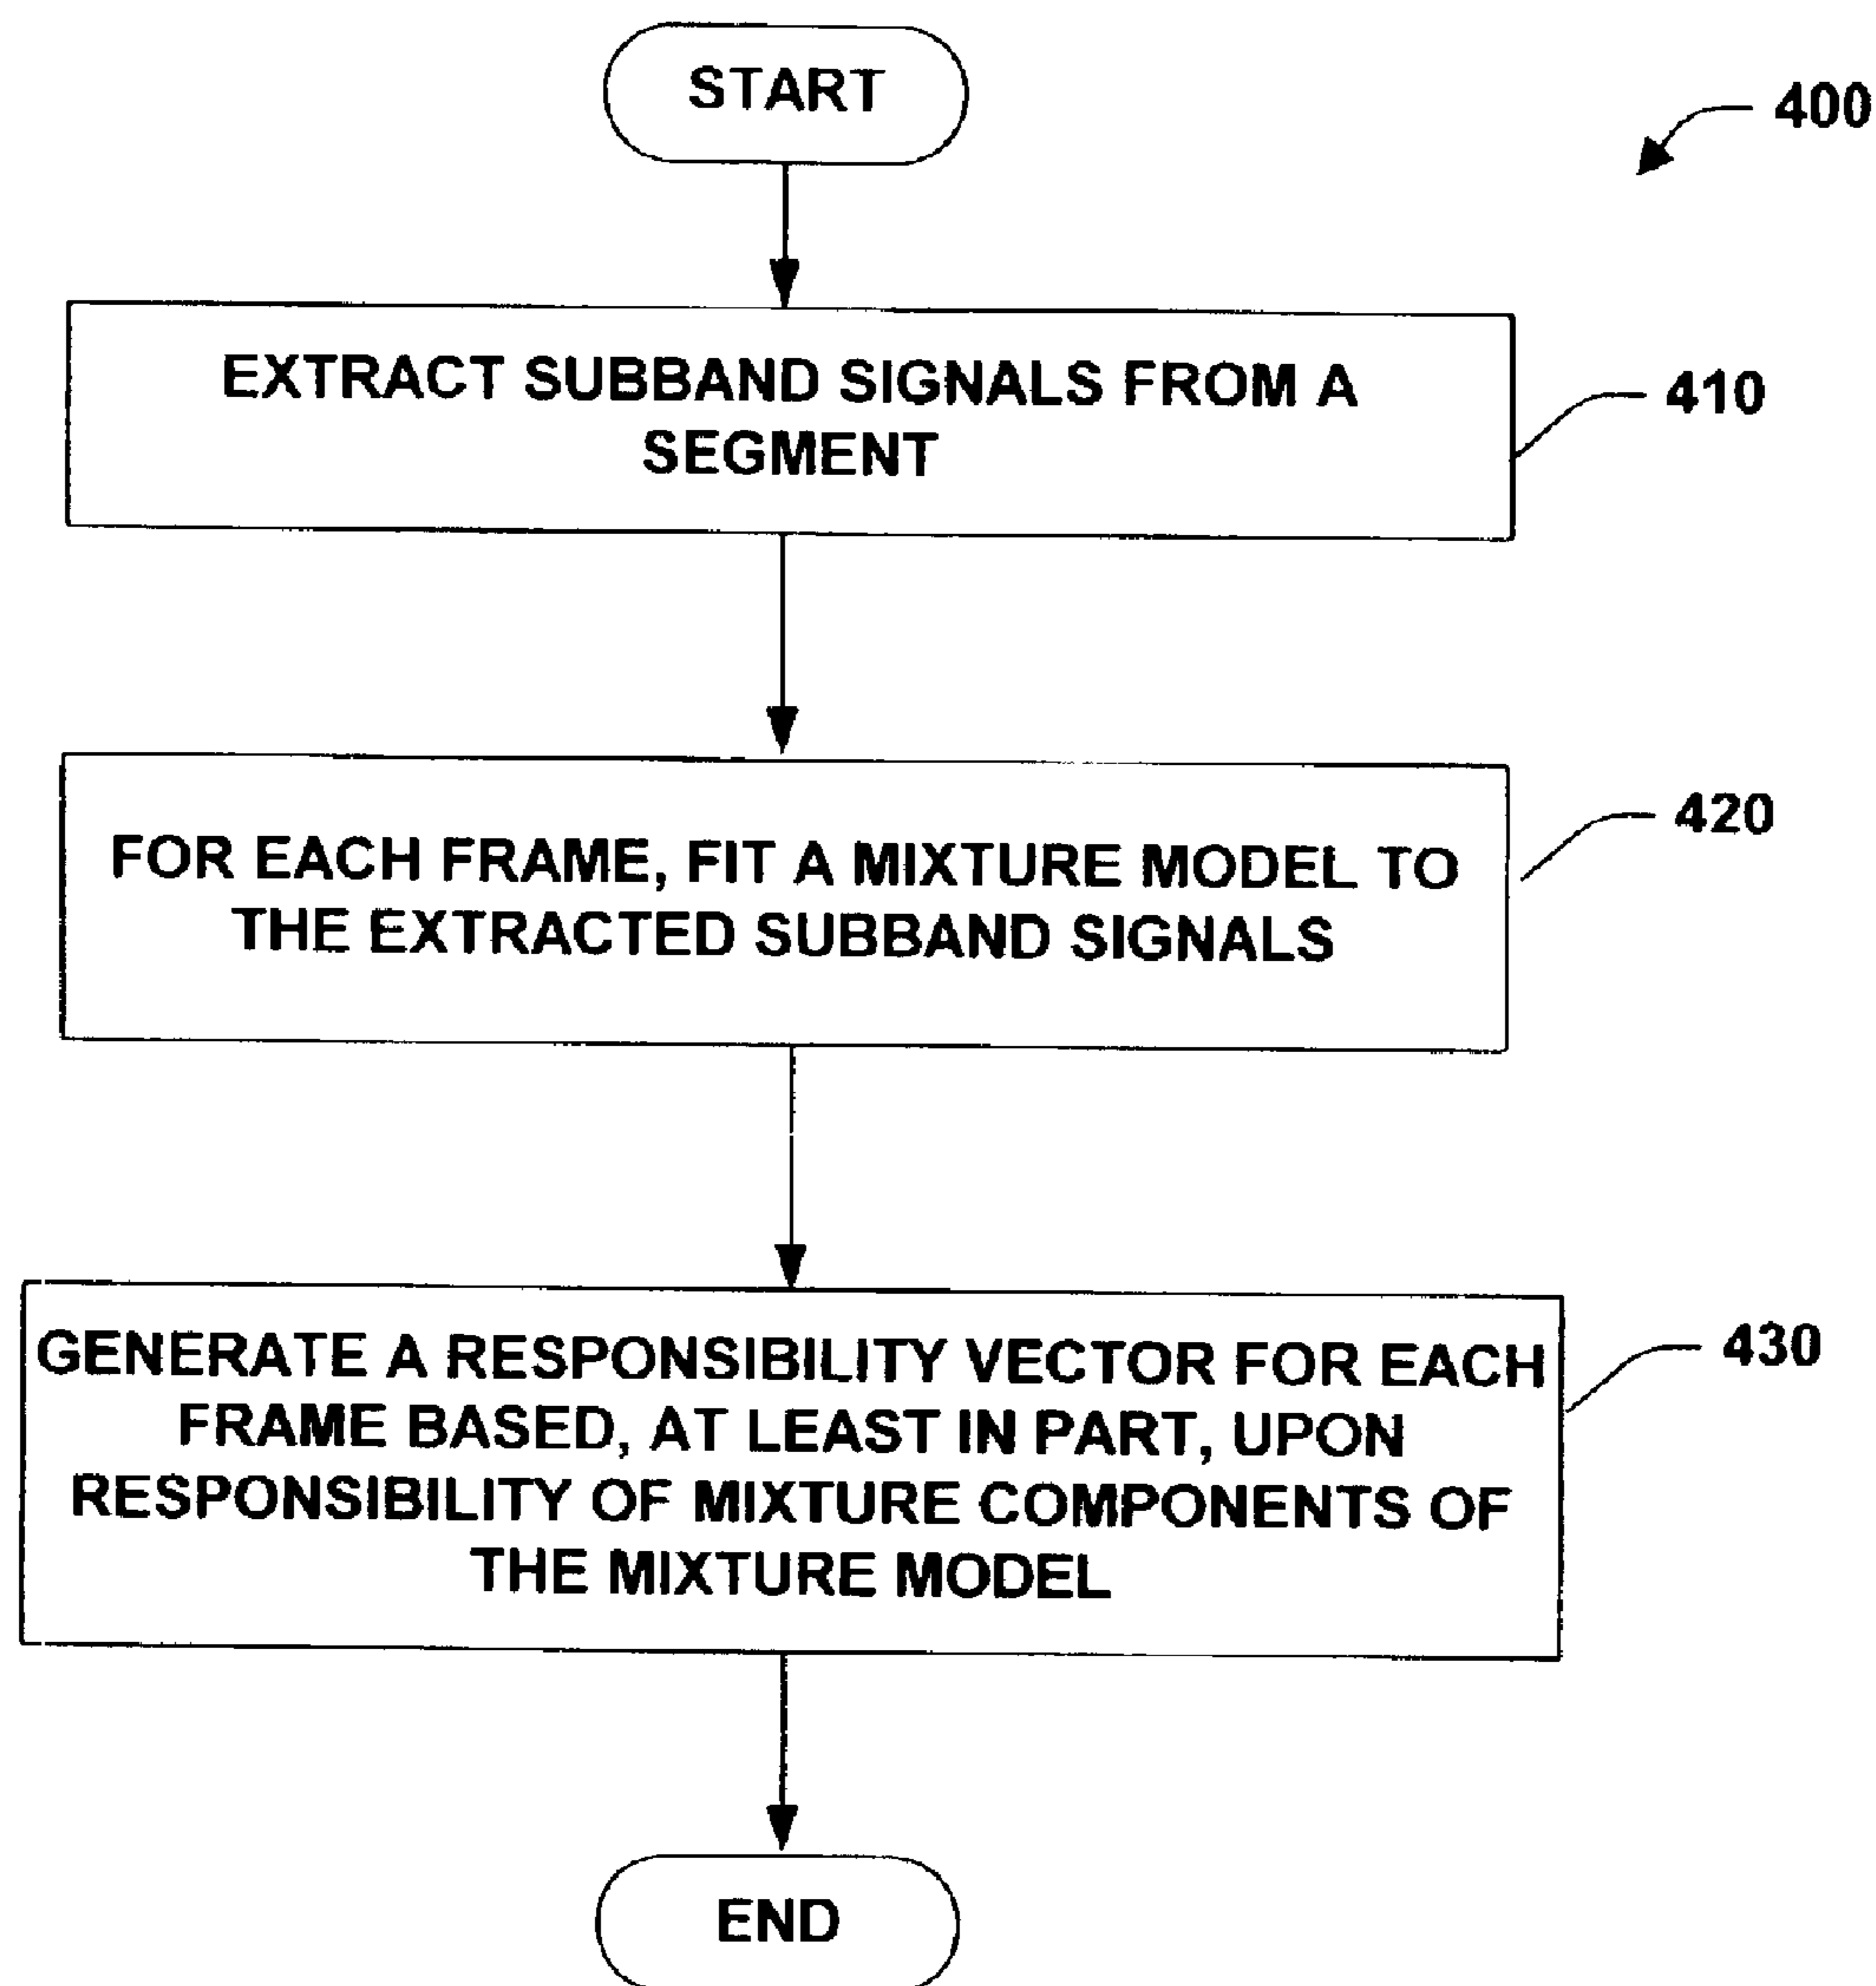 START
400
EXTRACT SUBBAND SIGNALS FROM A
SEGMENT
410
FOR EACH FRAME, FIT A MIXTURE MODEL TO
THE EXTRACTED SUBBAND SIGNALS
420
GENERATE A RESPONSIBILITY VECTOR FOR EACH
FRAME BASED, AT LEAST IN PART, UPON
RESPONSIBILITY OF MIXTURE COMPONENTS OF
THE MIXTURE MODEL
430
END